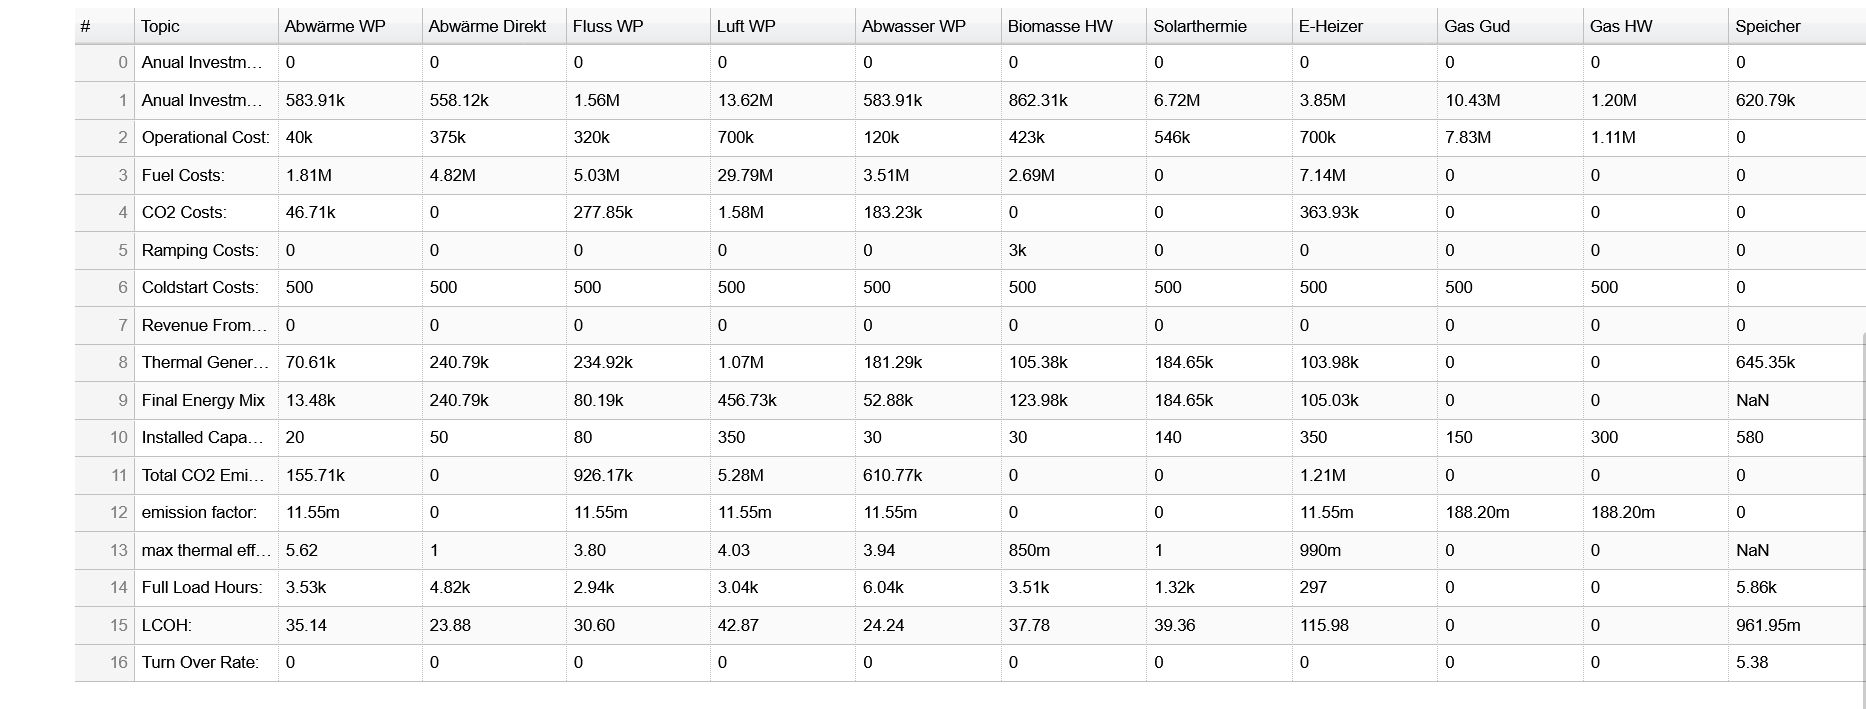 # Topic Abwärme WP Abwärme Direkt Fluss WP Luft WP Abwasser WP Biomasse HW Solarthermie E-Heizer Gas Gud Gas HW Speicher
0 Anual Investm... 0 0 0 0 0 0 0 0 0 0 0
1 Anual Investm... 583.91k 558.12k 1.56M 13.62M 583.91k 862.31k 6.72M 3.85M 10.43M 1.20M 620.79k
2 Operational Cost: 40k 375k 320k 700k 120k 423k 546k 700k 7.83M 1.11M 0
3 Fuel Costs: 1.81M 4.82M 5.03M 29.79M 3.51M 2.69M 0 7.14M 0 0 0
4 CO2 Costs: 46.71k 0 277.85k 1.58M 183.23k 0 0 363.93k 0 0 0
5 Ramping Costs: 0 0 0 0 0 3k 0 0 0 0 0
6 Coldstart Costs: 500 500 500 500 500 500 500 500 500 500 0
7 Revenue From... 0 0 0 0 0 0 0 0 0 0 0
8 Thermal Gener... 70.61k 240.79k 234.92k 1.07M 181.29k 105.38k 184.65k 103.98k 0 0 645.35k
9 Final Energy Mix 13.48k 240.79k 80.19k 456.73k 52.88k 123.98k 184.65k 105.03k 0 0 NaN
10 Installed Capa... 20 50 80 350 30 30 140 350 150 300 580
11 Total CO2 Emi... 155.71k 0 926.17k 5.28M 610.77k 0 0 1.21M 0 0 0
12 emission factor: 11.55m 0 11.55m 11.55m 11.55m 0 0 11.55m 188.20m 188.20m 0
13 max thermal eff... 5.62 1 3.80 4.03 3.94 850m 1 990m 0 0 NaN
14 Full Load Hours: 3.53k 4.82k 2.94k 3.04k 6.04k 3.51k 1.32k 297 0 0 5.86k
15 LCOH: 35.14 23.88 30.60 42.87 24.24 37.78 39.36 115.98 0 0 961.95m
16 Turn Over Rate: 0 0 0 0 0 0 0 0 0 0 5.38